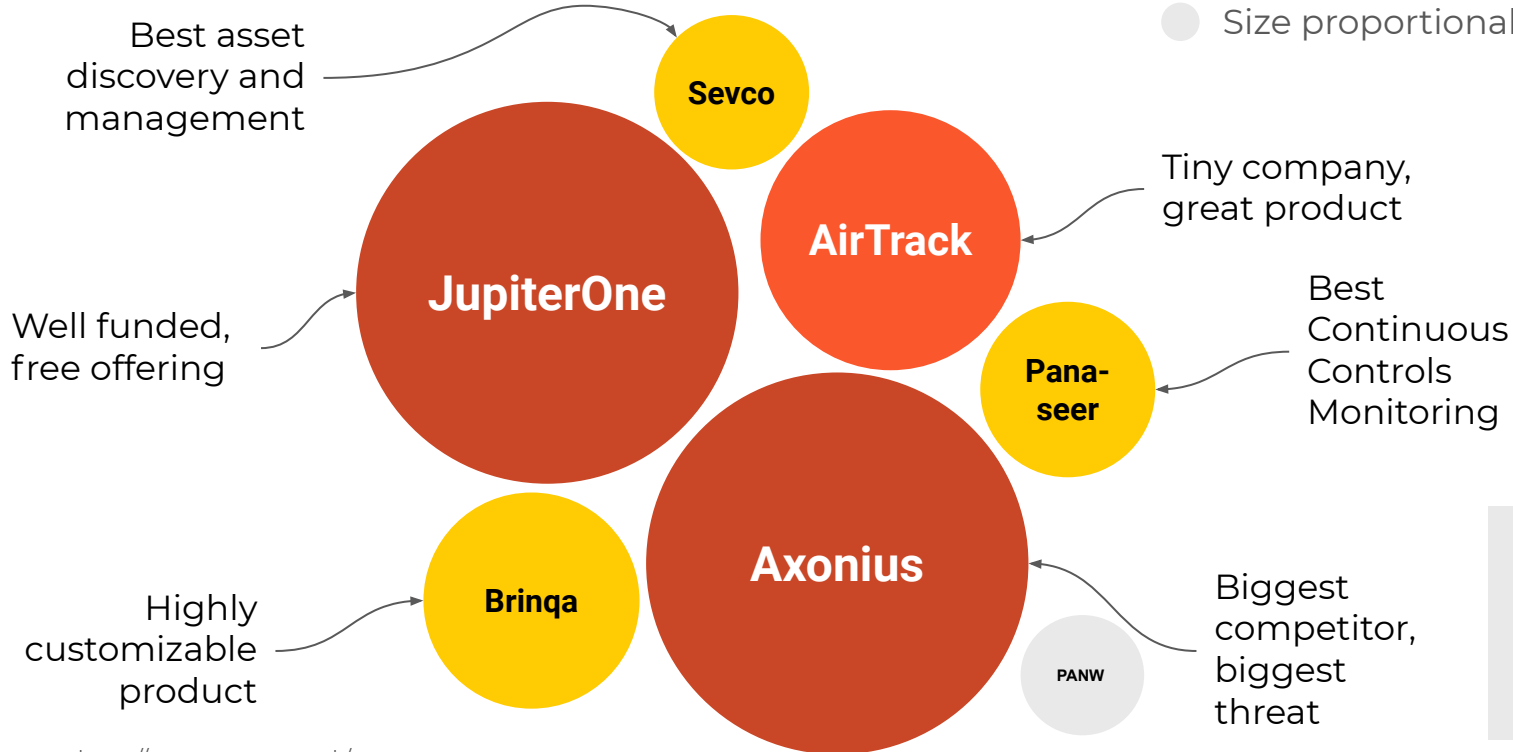 Best asset
discovery and
management
Sevco
Size proportional
AirTrack
Tiny company,
great product
JupiterOne
Well funded,
free offering
Best
Continuous
Controls
Monitoring
Pana-
seer
Axonius
Brinqa
Highly
customizable
product
Biggest
competitor,
biggest
threat
PANW